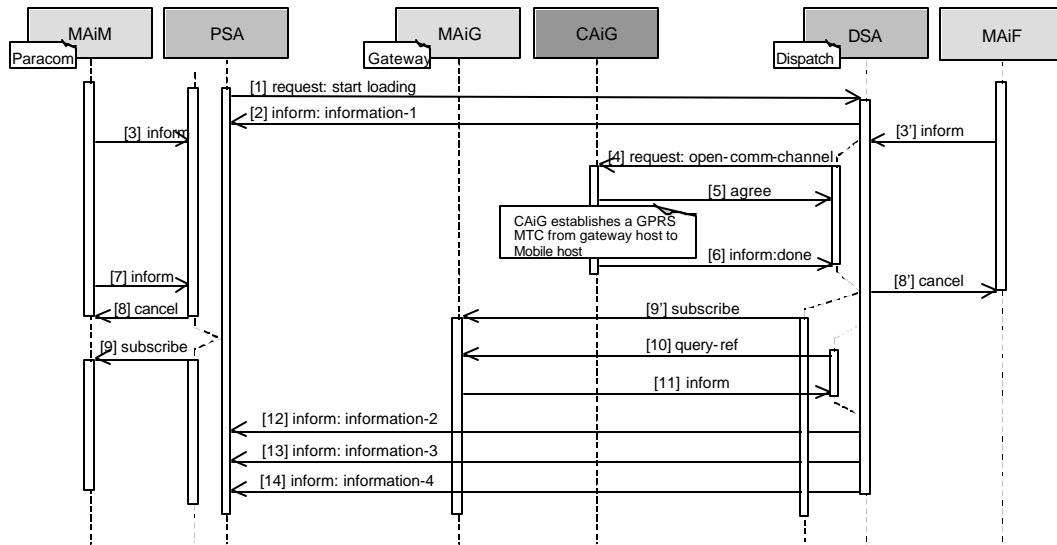 MAiM
PSA
MAiG
CAiG
DSA
MAiF
Paracom
Gateway
Dispatch
[1] request: start loading
[2] inform: information-1
[3] inform
[3'] inform
[4] request: open-comm-channel
[5] agree
CAiG establishes a GPRS
MTC from gateway host to
Mobile host
[6] inform:done
[7] inform
[8'] cancel
[8] cancel
[9'] subscribe
[9] subscribe
[10] query-ref
[11] inform
[12] inform: information-2
[13] inform: information-3
[14] inform: information-4